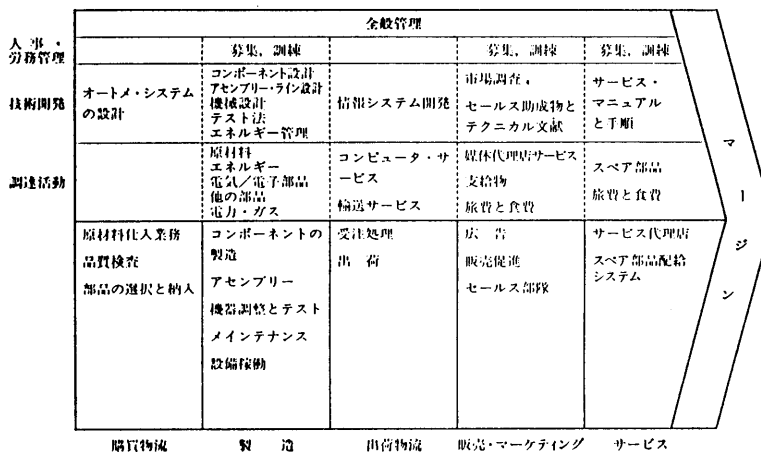 全般管理
人事・
労務管理
募集,訓練
募集,訓練
募集,訓練
技術開発
オートメ・システム
の設計
コンポーネント設計
アセンブリー・ライン設計
機械設計
テスト法
エネルギー管理
情報システム開発
市場調査
セールス助成物と
テクニカル文献
サービス・
マニュアル
と手順
調達活動
原材料
エネルギー
電気/電子部品
他の部品
電力・ガス
コンピュータ・サ
ービス
輸送サービス
媒体代理店サービス
支給物
旅費と食費
スペア部品
旅費と食費
原材料仕入業務
品質検査
部品の選択と納入
コンポーネントの
製造
アセンブリー
機器調整とテスト
メインテナンス
設備稼働
受注処理
出荷
広告
販売促進
セールス部隊
サービス代理店
スペア部品配給
システム
マージン
購買物流
製造
出荷物流
販売・マーケティング
サービス